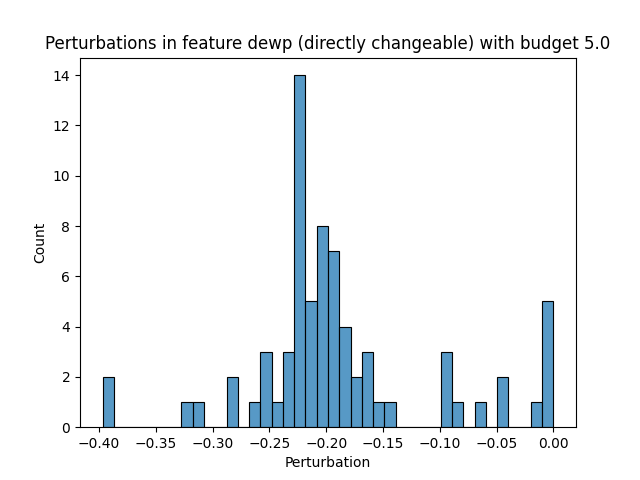 Perturbations in feature dewp (directly changeable) with budget 5.0
14
12
10
8
6
4
2
0
Count
−0.40 −0.35 −0.30 −0.25 −0.20 −0.15 −0.10 −0.05 0.00
Perturbation